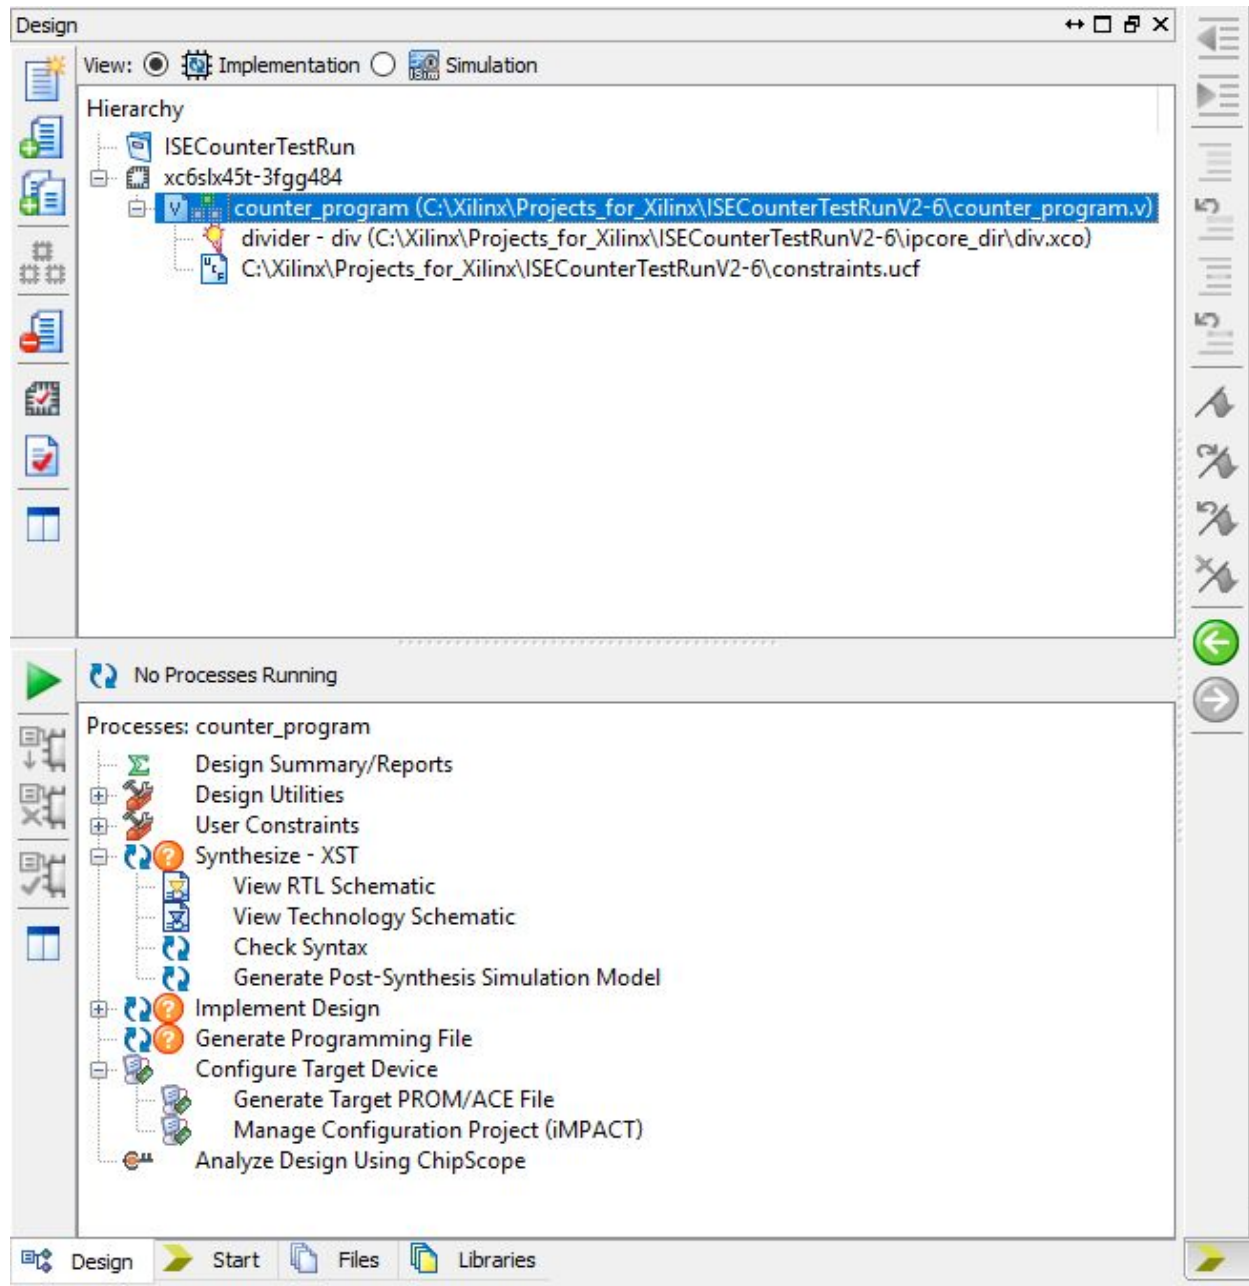 Design
View: Implementation Simulation
Hierarchy
ISECounterTestRun
xc6slx45t-3fgg484
counter_program (C:\Xilinx\Projects_for_Xilinx\ISECounterTestRunV2-6\counter_program.v)
divider - div (C:\Xilinx\Projects_for_Xilinx\ISECounterTestRunV2-6\ipcore_dir\div.xco)
C:\Xilinx\Projects_for_Xilinx\ISECounterTestRunV2-6\constraints.ucf
No Processes Running
Processes: counter_program
Design Summary/Reports
Design Utilities
User Constraints
Synthesize - XST
View RTL Schematic
View Technology Schematic
Check Syntax
Generate Post-Synthesis Simulation Model
Implement Design
Generate Programming File
Configure Target Device
Generate Target PROM/ACE File
Manage Configuration Project (iMPACT)
Analyze Design Using ChipScope
Design Start Files Libraries